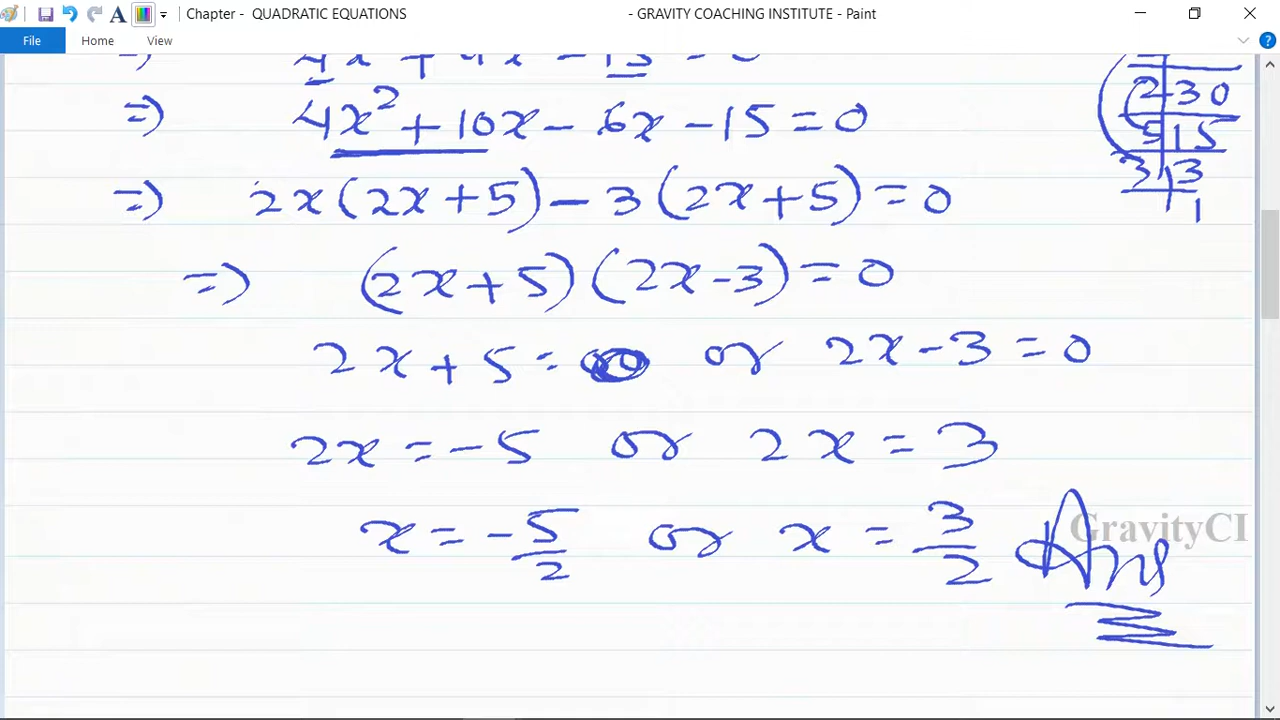 Chapter - QUADRATIC EQUATIONS - GRAVITY COACHING INSTITUTE - Paint
File Home View
=) 4x² + 10x - 6x - 15 = 0
=) 2x(2x+5) - 3(2x+5) = 0
=) (2x+5)(2x-3) = 0
2x + 5 = 0 or 2x - 3 = 0
2x = -5 or 2x = 3
x = -5/2 or x = 3/2 Ans
GravityCI
2 30
5 15
3 3
1